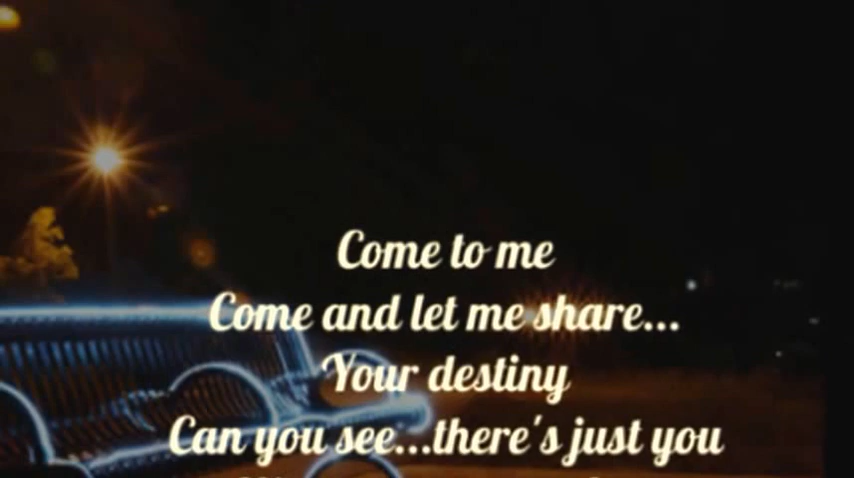 Come to me
Come and let me share...
Your destiny
Can you see...there's just you